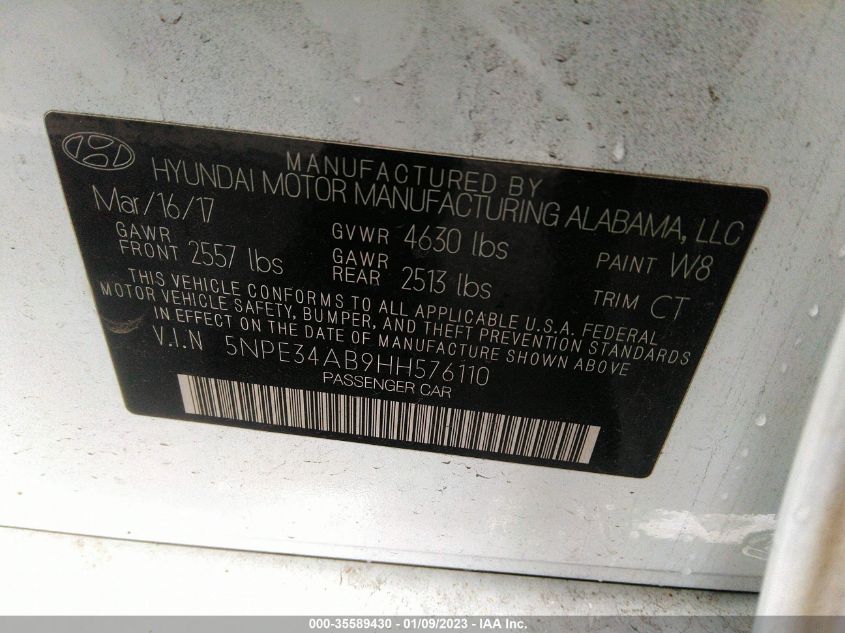 MANUFACTURED BY
HYUNDAI MOTOR MANUFACTURING ALABAMA, LLC
Mar/16/17
GAWR FRONT 2557 lbs
GVWR 4630 lbs
GAWR REAR 2513 lbs
PAINT W8
TRIM CT
THIS VEHICLE CONFORMS TO ALL APPLICABLE U.S.A. FEDERAL
MOTOR VEHICLE SAFETY, BUMPER, AND THEFT PREVENTION STANDARDS
IN EFFECT ON THE DATE OF MANUFACTURE SHOWN ABOVE
V.I.N 5NPE34AB9HH576110
PASSENGER CAR
000-35589430 - 01/09/2023 - IAA Inc.